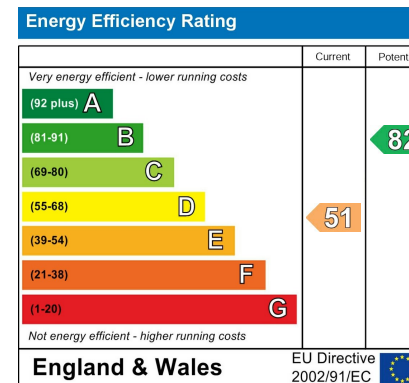 Energy Efficiency Rating
Current Potent
Very energy efficient - lower running costs
(92 plus) A
(81-91) B
82
(69-80) C
(55-68) D
51
(39-54) E
(21-38) F
(1-20) G
Not energy efficient - higher running costs
England & Wales
EU Directive
2002/91/EC